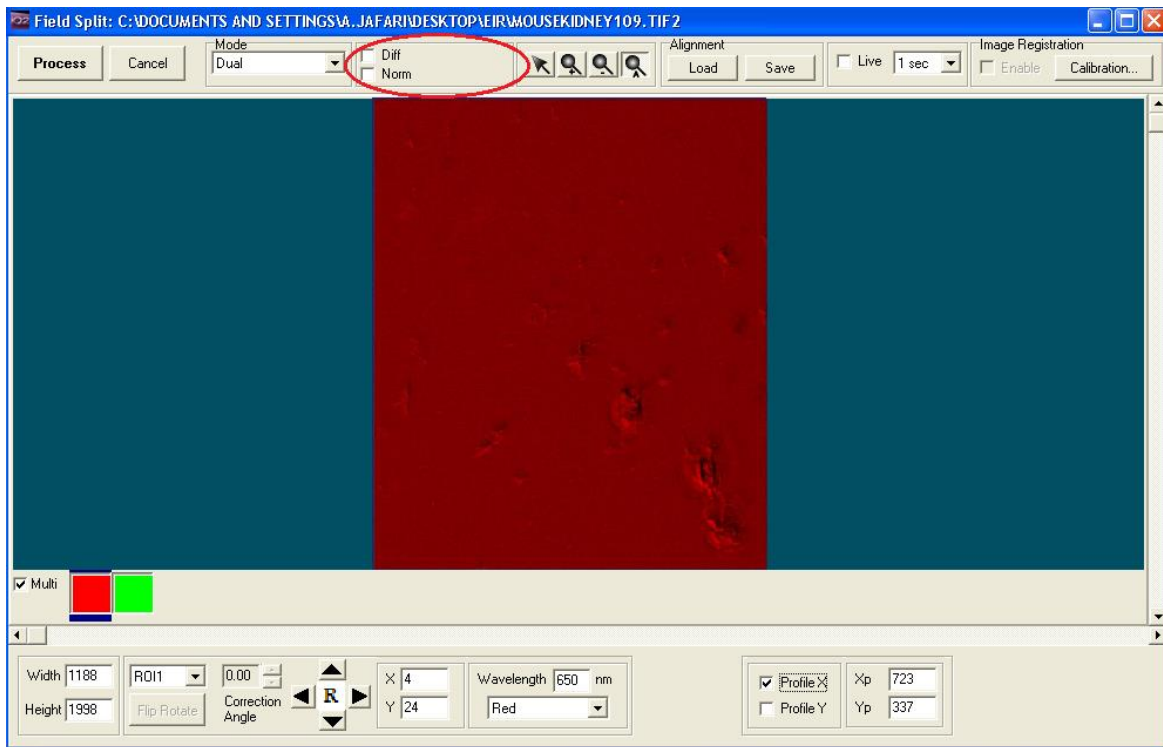 Field Split: C:\DOCUMENTS AND SETTINGS\A.JAFARI\DESKTOP\EIR\MOUSEKIDNEY109.TIF2
Process
Cancel
Mode
Dual
Diff
Norm
Alignment
Load
Save
Live
1 sec
Image Registration
Enable
Calibration...
Multi
Width 1188
Height 1998
ROI1
Flip Rotate
0.00
Correction
Angle
R
X 4
Y 24
Wavelength 650 nm
Red
Profile X
Profile Y
Xp 723
Yp 337